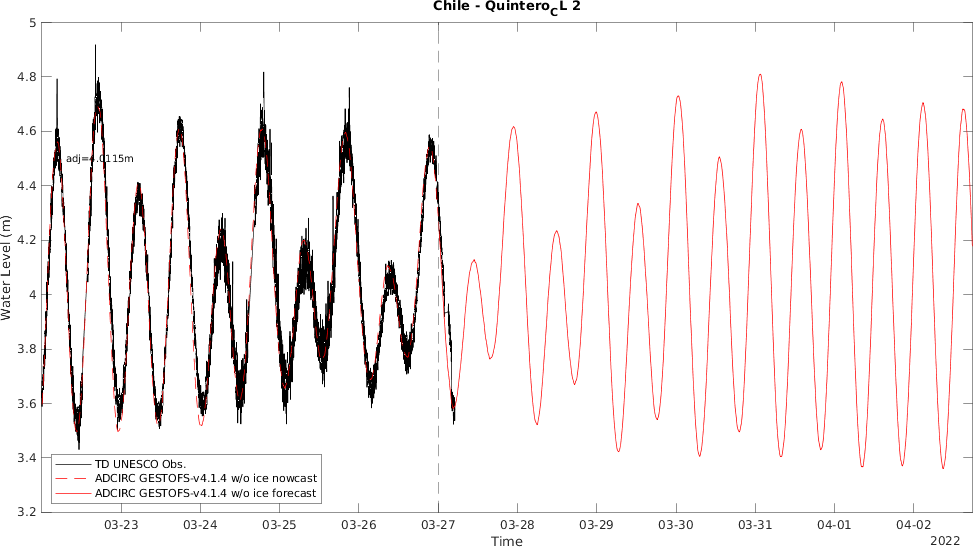 Chile - Quintero_CL 2
Water Level (m)
5
4.8
4.6
4.4
4.2
4
3.8
3.6
3.4
3.2
adj=4.0115m
TD UNESCO Obs.
ADCIRC GESTOFS-v4.1.4 w/o ice nowcast
ADCIRC GESTOFS-v4.1.4 w/o ice forecast
03-23 03-24 03-25 03-26 03-27 03-28 03-29 03-30 03-31 04-01 04-02
Time
2022